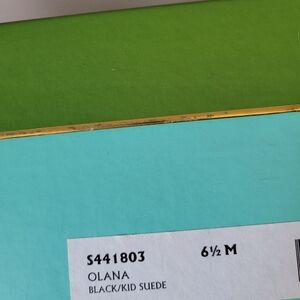 S441803 6½ M
OLANA
BLACK/KID SUEDE